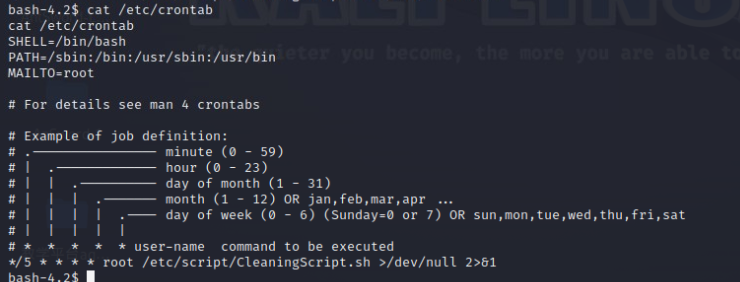 KALI LINUX
"the quieter you become, the more you are able to
bash-4.2$ cat /etc/crontab
cat /etc/crontab
SHELL=/bin/bash
PATH=/sbin:/bin:/usr/sbin:/usr/bin
MAILTO=root
# For details see man 4 crontabs
# Example of job definition:
# .---------------- minute (0 - 59)
# | .------------- hour (0 - 23)
# | | .---------- day of month (1 - 31)
# | | | .------- month (1 - 12) OR jan,feb,mar,apr ...
# | | | | .---- day of week (0 - 6) (Sunday=0 or 7) OR sun,mon,tue,wed,thu,fri,sat
# | | | | |
# * * * * * user-name command to be executed
*/5 * * * * root /etc/script/CleaningScript.sh >/dev/null 2>&1
bash-4.2$